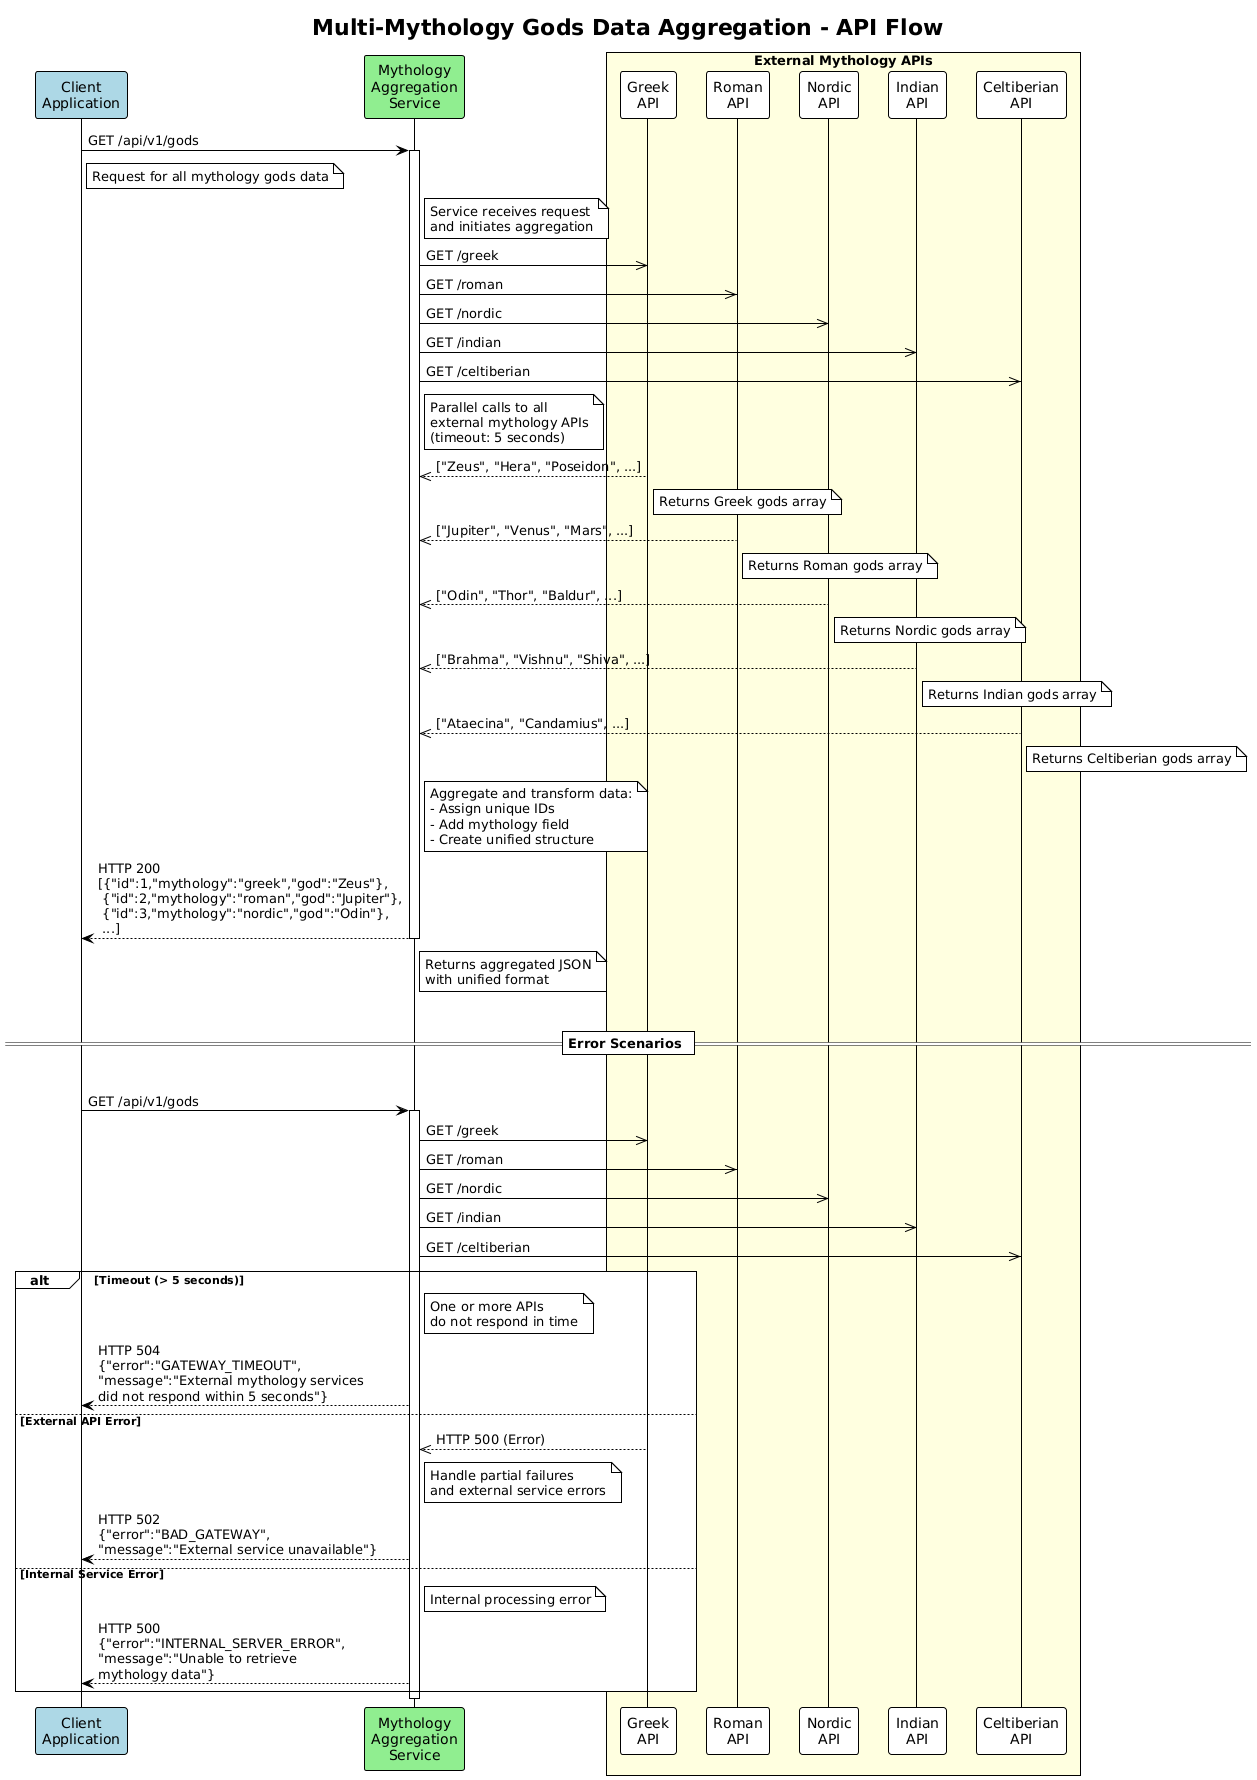 Multi-Mythology Gods Data Aggregation - API Flow
External Mythology APIs
Client
Application
Mythology
Aggregation
Service
Greek
API
Roman
API
Nordic
API
Indian
API
Celtiberian
API
GET /api/v1/gods
Request for all mythology gods data
Service receives request
and initiates aggregation
GET /greek
GET /roman
GET /nordic
GET /indian
GET /celtiberian
Parallel calls to all
external mythology APIs
(timeout: 5 seconds)
["Zeus", "Hera", "Poseidon", ...]
Returns Greek gods array
["Jupiter", "Venus", "Mars", ...]
Returns Roman gods array
["Odin", "Thor", "Baldur", ...]
Returns Nordic gods array
["Brahma", "Vishnu", "Shiva", ...]
Returns Indian gods array
["Ataecina", "Candamius", ...]
Returns Celtiberian gods array
Aggregate and transform data:
- Assign unique IDs
- Add mythology field
- Create unified structure
HTTP 200
[{"id":1,"mythology":"greek","god":"Zeus"},
{"id":2,"mythology":"roman","god":"Jupiter"},
{"id":3,"mythology":"nordic","god":"Odin"},
...]
Returns aggregated JSON
with unified format
Error Scenarios
GET /api/v1/gods
GET /greek
GET /roman
GET /nordic
GET /indian
GET /celtiberian
alt [Timeout (> 5 seconds)]
One or more APIs
do not respond in time
HTTP 504
{"error":"GATEWAY_TIMEOUT",
"message":"External mythology services
did not respond within 5 seconds"}
[External API Error]
HTTP 500 (Error)
Handle partial failures
and external service errors
HTTP 502
{"error":"BAD_GATEWAY",
"message":"External service unavailable"}
[Internal Service Error]
Internal processing error
HTTP 500
{"error":"INTERNAL_SERVER_ERROR",
"message":"Unable to retrieve
mythology data"}
Client
Application
Mythology
Aggregation
Service
Greek
API
Roman
API
Nordic
API
Indian
API
Celtiberian
API